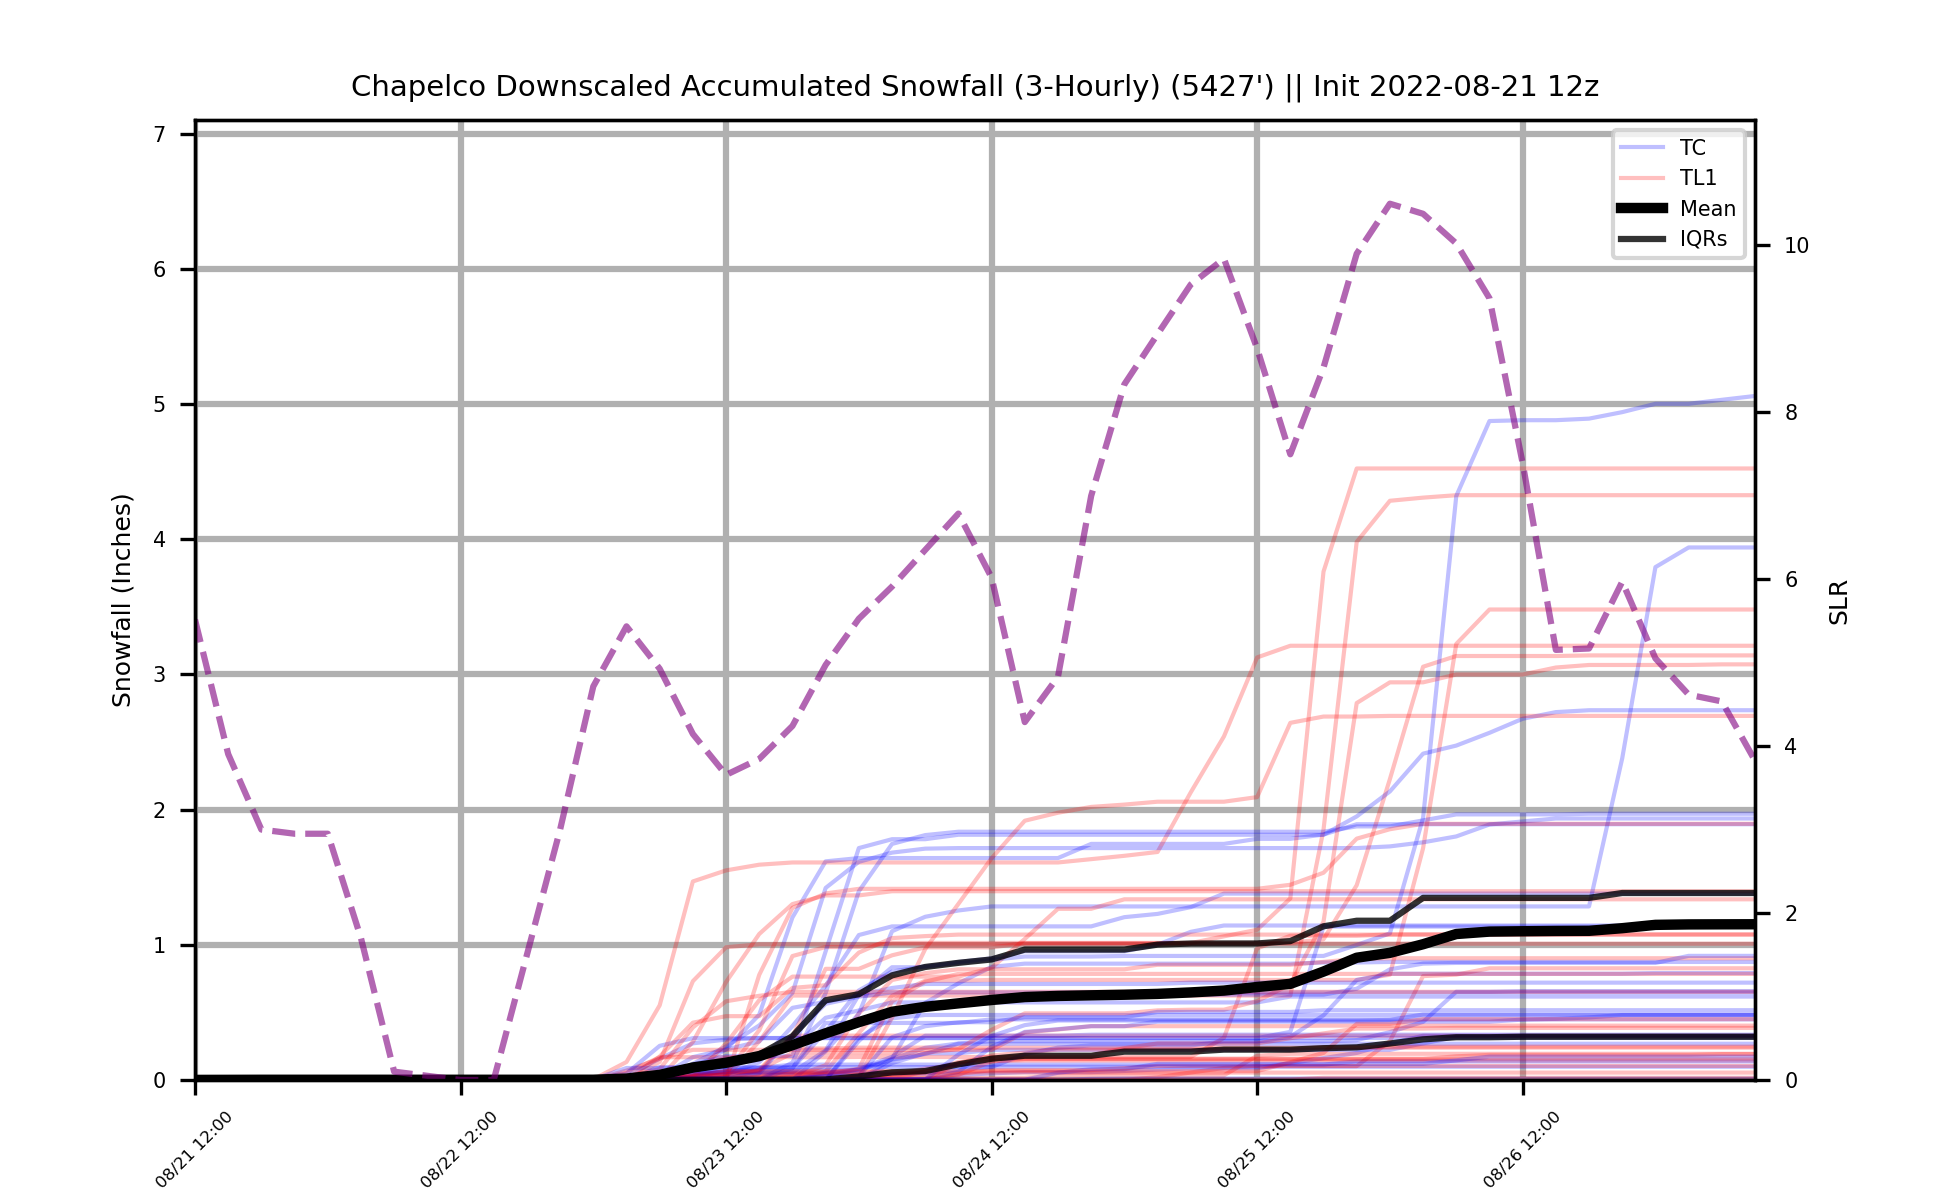 Chapelco Downscaled Accumulated Snowfall (3-Hourly) (5427') || Init 2022-08-21 12z
Snowfall (Inches)
7
6
5
4
3
2
1
0
TC
TL1
Mean
IQRs
10
8
6
4
2
0
SLR
08/21 12:00
08/22 12:00
08/23 12:00
08/24 12:00
08/25 12:00
08/26 12:00